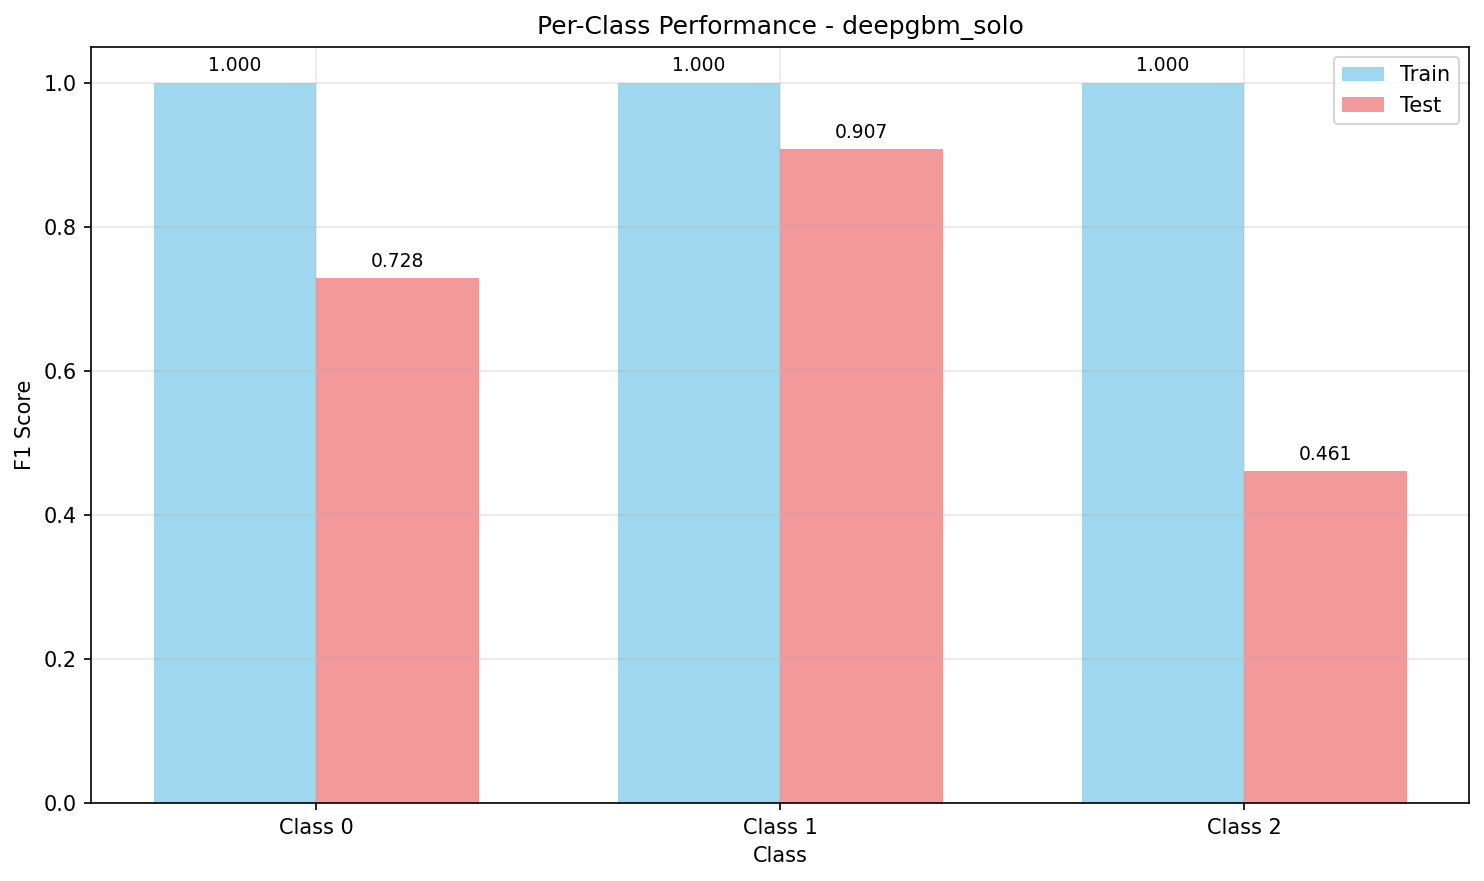 Per-Class Performance - deepgbm_solo
1.000
1.000
1.000
Train
Test
0.907
0.728
0.461
1.0
0.8
0.6
0.4
0.2
0.0
F1 Score
Class 0
Class 1
Class 2
Class